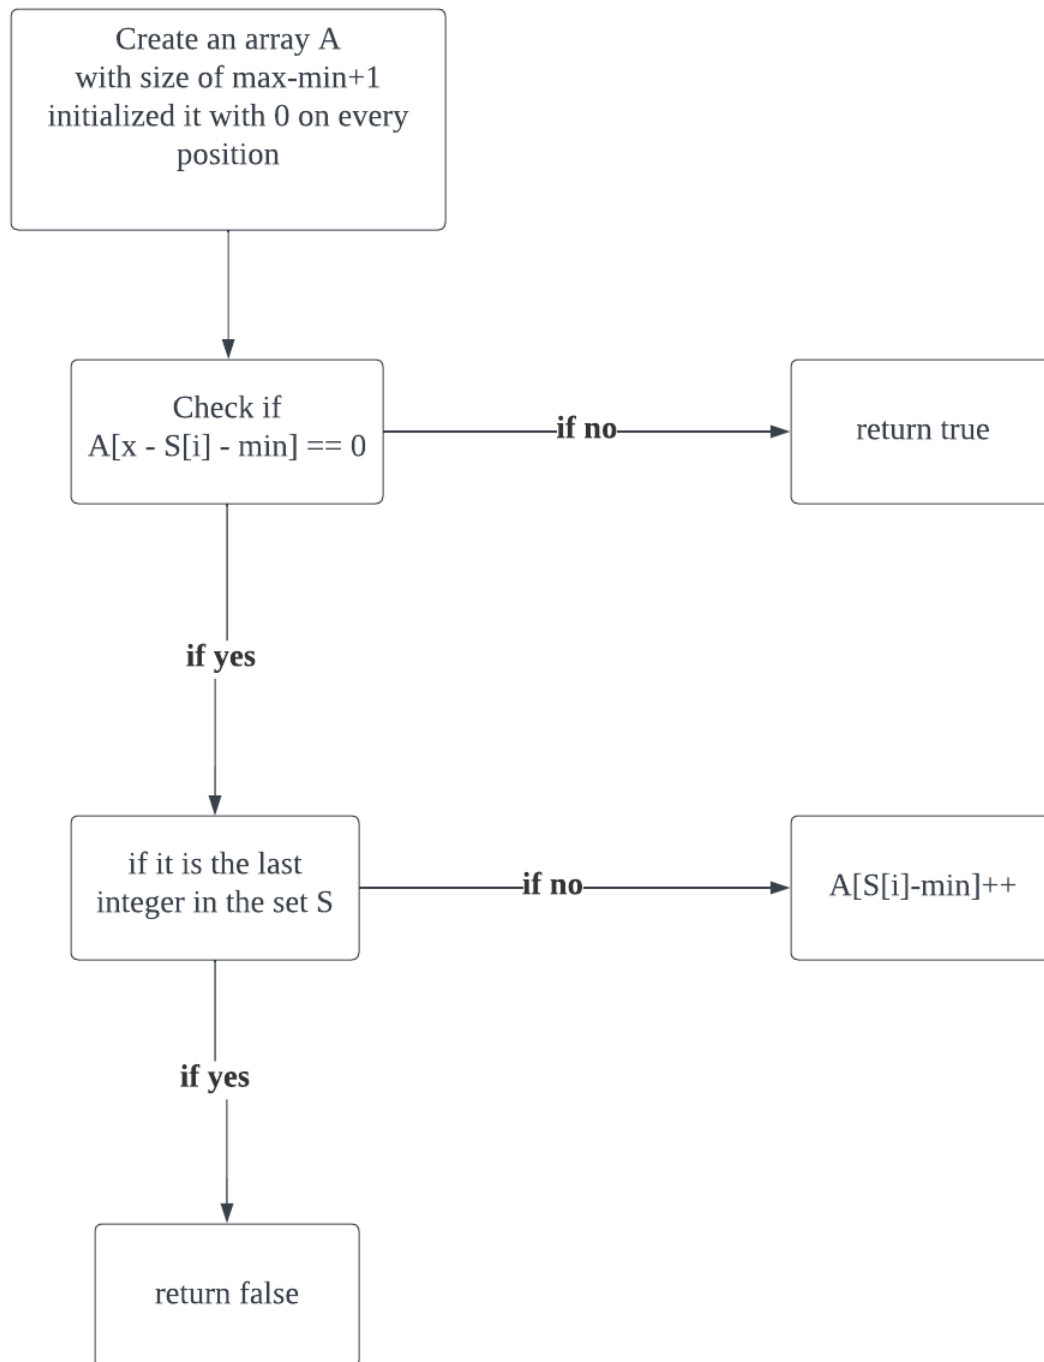 Create an array A
with size of max-min+1
initialized it with 0 on every
position
Check if
A[x - S[i] - min] == 0
if no
return true
if yes
if it is the last
integer in the set S
if no
A[S[i]-min]++
if yes
return false